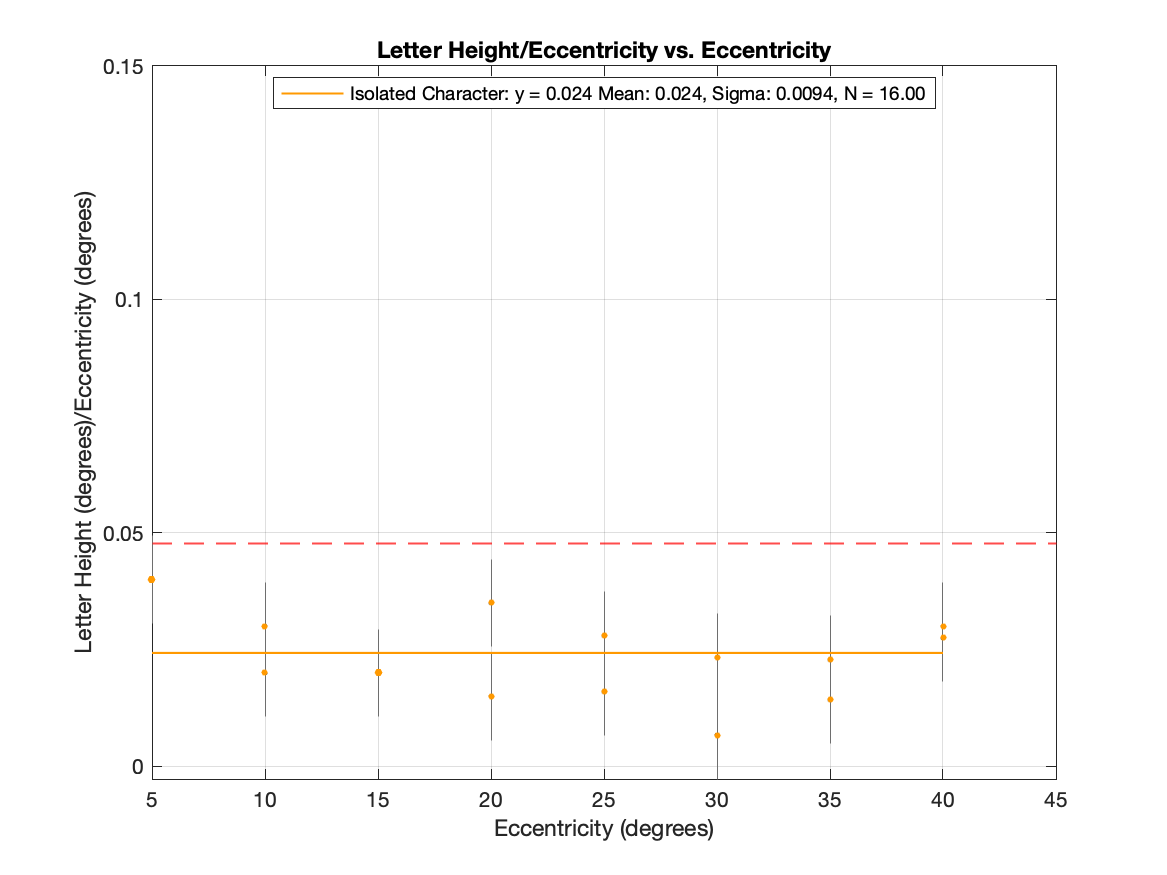 Letter Height/Eccentricity vs. Eccentricity
0.15
Isolated Character: y = 0.024 Mean: 0.024, Sigma: 0.0094, N = 16.00
0.1
0.05
0
Letter Height (degrees)/Eccentricity (degrees)
5 10 15 20 25 30 35 40 45
Eccentricity (degrees)